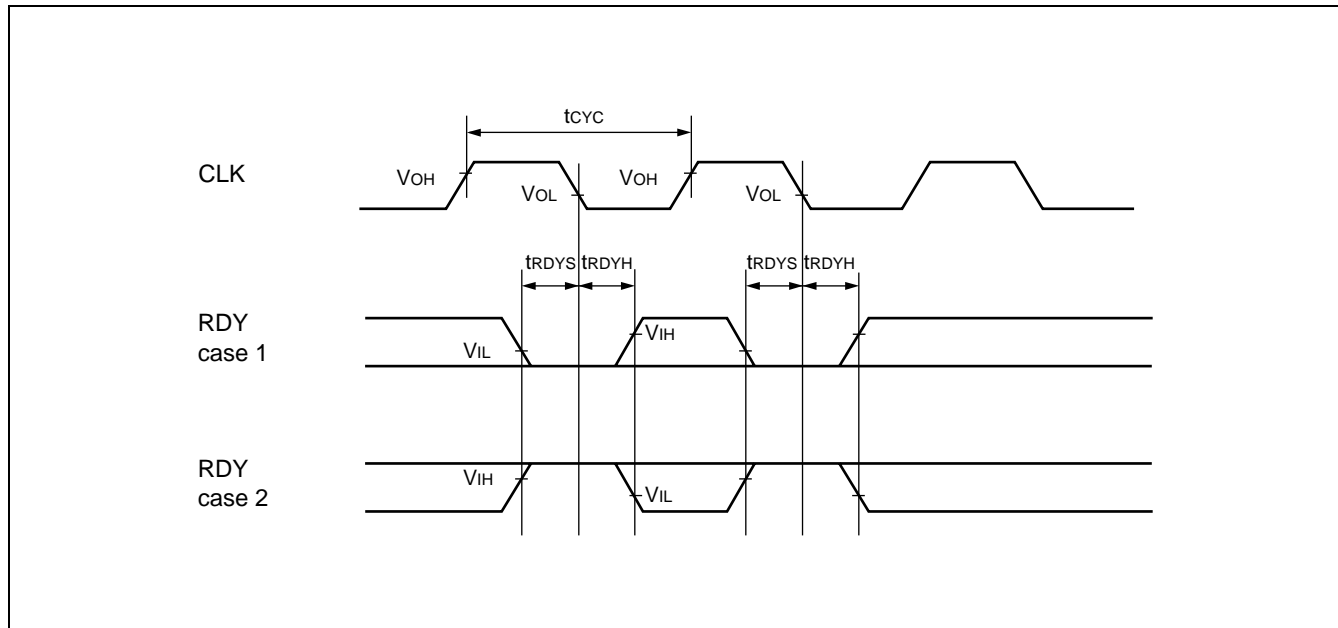 tCYC
CLK
VOH
VOL
VOH
VOL
tRDYS tRDYH
tRDYS tRDYH
RDY
case 1
VIL
VIH
RDY
case 2
VIH
VIL